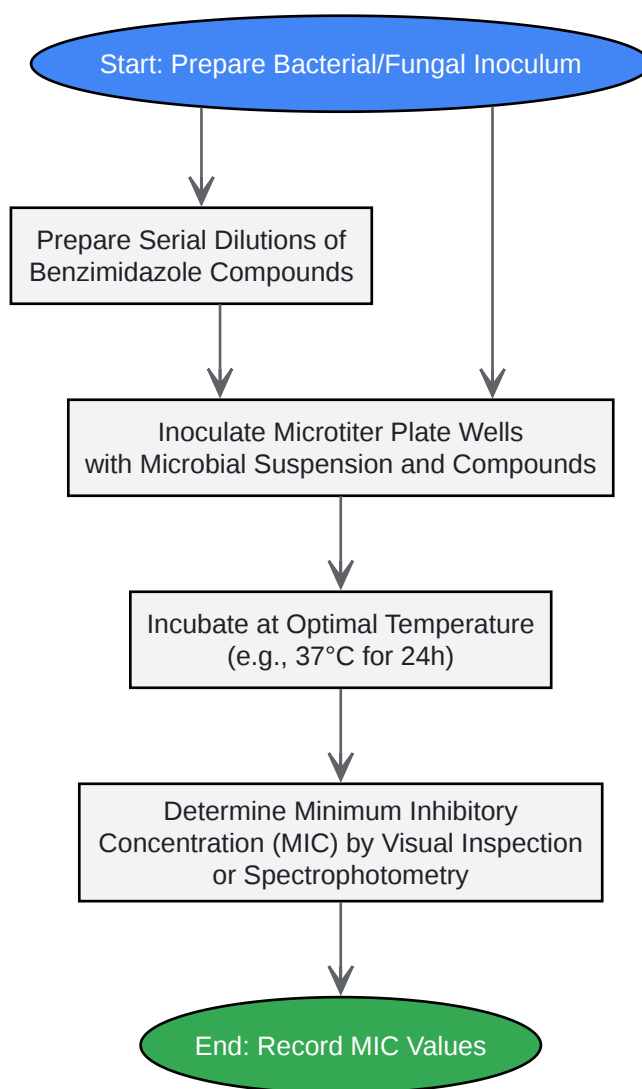 Start: Prepare Bacterial/Fungal Inoculum
Prepare Serial Dilutions of
Benzimidazole Compounds
Inoculate Microtiter Plate Wells
with Microbial Suspension and Compounds
Incubate at Optimal Temperature
(e.g., 37°C for 24h)
Determine Minimum Inhibitory
Concentration (MIC) by Visual Inspection
or Spectrophotometry
End: Record MIC Values